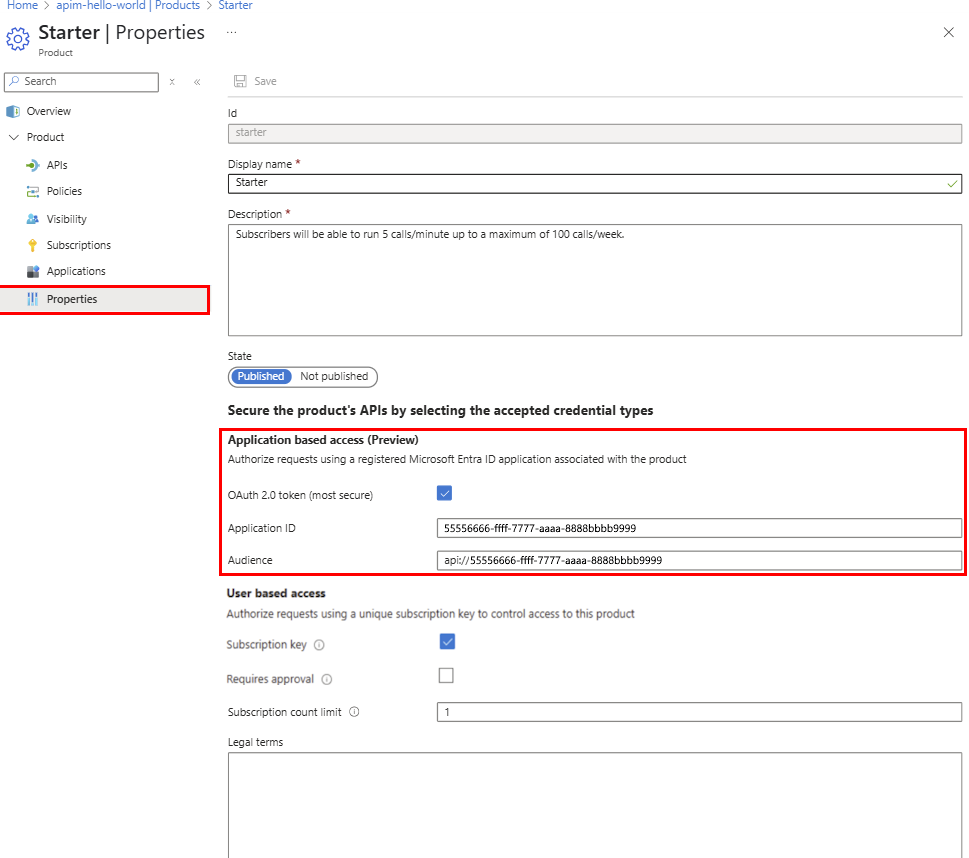 Home > apim-hello-world | Products > Starter
Starter | Properties ...
Product
Search
Save
Overview
Product
APIs
Policies
Visibility
Subscriptions
Applications
Properties
Id
starter
Display name *
Starter
Description *
Subscribers will be able to run 5 calls/minute up to a maximum of 100 calls/week.
State
Published Not published
Secure the product's APIs by selecting the accepted credential types
Application based access (Preview)
Authorize requests using a registered Microsoft Entra ID application associated with the product
OAuth 2.0 token (most secure)
Application ID 55556666-ffff-7777-aaaa-8888bbbb9999
Audience api://55556666-ffff-7777-aaaa-8888bbbb9999
User based access
Authorize requests using a unique subscription key to control access to this product
Subscription key
Requires approval
Subscription count limit 1
Legal terms